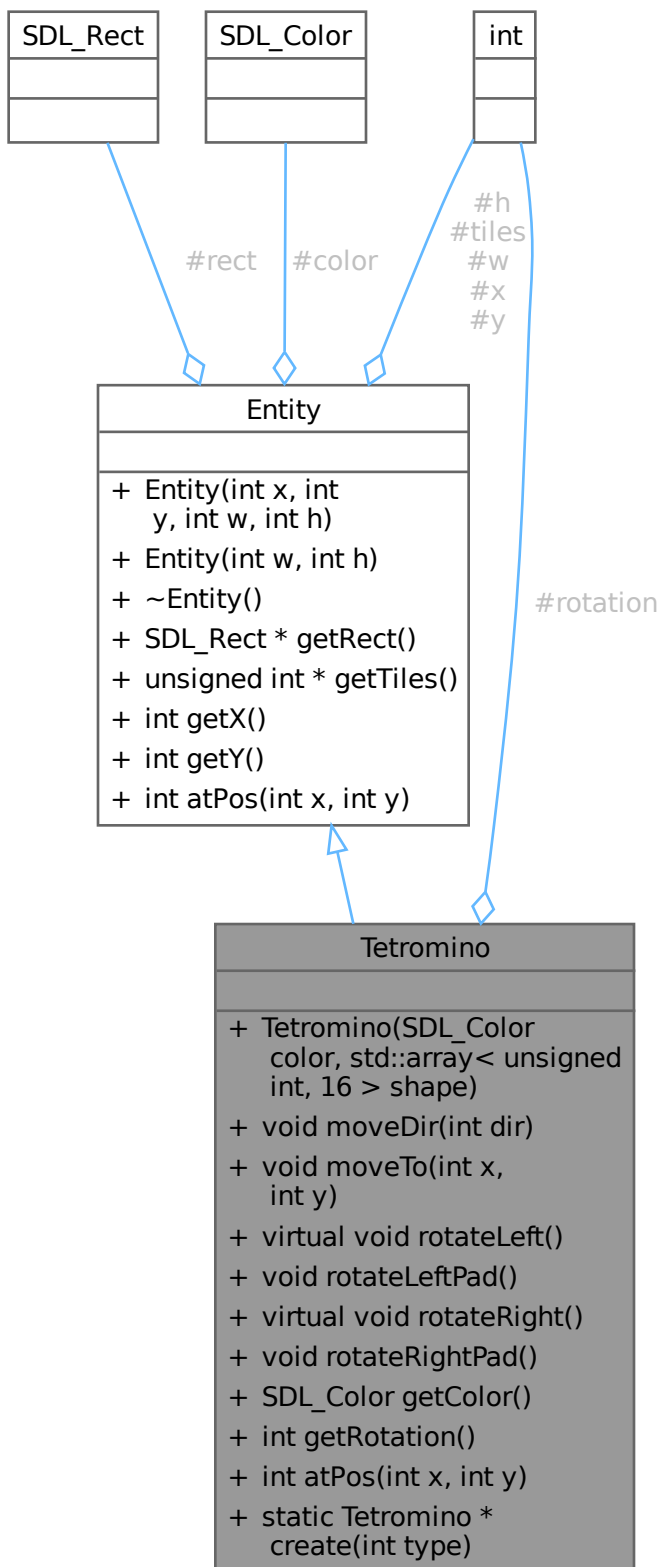 SDL_Rect
SDL_Color
int
#h
#tiles
#w
#x
#y
#rect
#color
Entity
+ Entity(int x, int
y, int w, int h)
+ Entity(int w, int h)
+ ~Entity()
+ SDL_Rect * getRect()
+ unsigned int * getTiles()
+ int getX()
+ int getY()
+ int atPos(int x, int y)
#rotation
Tetromino
+ Tetromino(SDL_Color
color, std::array< unsigned
int, 16 > shape)
+ void moveDir(int dir)
+ void moveTo(int x,
int y)
+ virtual void rotateLeft()
+ void rotateLeftPad()
+ virtual void rotateRight()
+ void rotateRightPad()
+ SDL_Color getColor()
+ int getRotation()
+ int atPos(int x, int y)
+ static Tetromino *
create(int type)